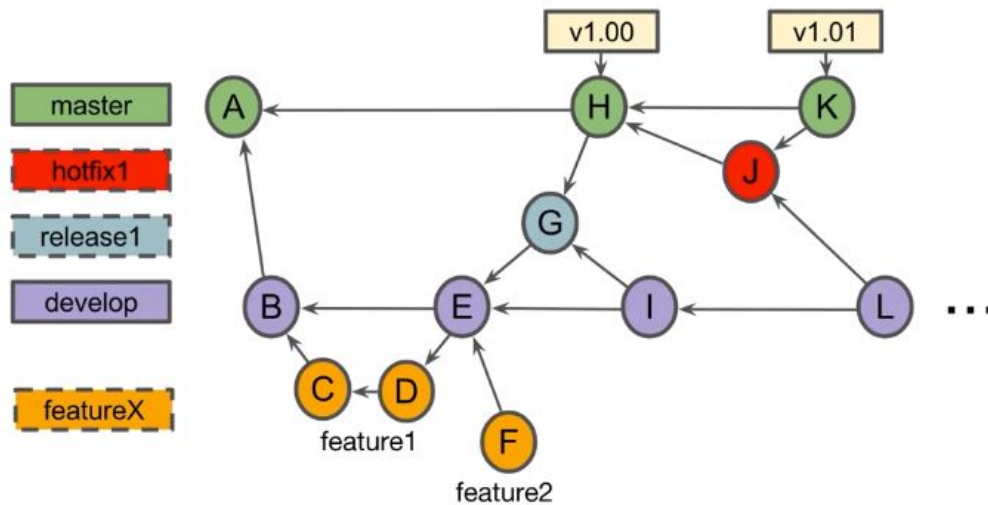 v1.00
v1.01
master
A
H
K
hotfix1
J
release1
G
develop
B
E
I
L
...
C
D
featureX
feature1
F
feature2